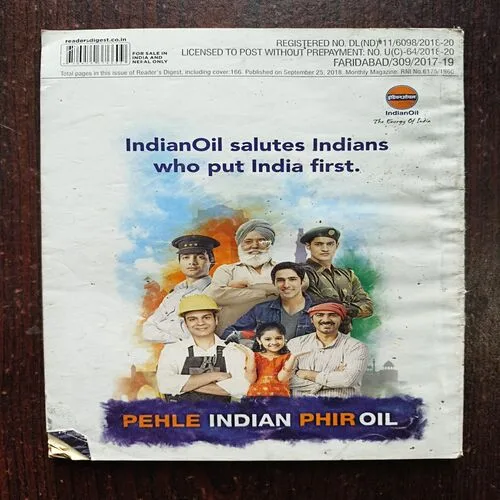 readersdigest.co.in
FOR SALE IN
INDIA AND
NEPAL ONLY
REGISTERED NO. DL(ND)*11/6098/2018-20
LICENSED TO POST WITHOUT PREPAYMENT: NO. U(C)-64/2018-20
FARIDABAD/309/2017-19
Total pages in this issue of Reader's Digest, including cover:166. Published on September 25, 2018. Monthly Magazine. RNI No.6175/1960
इंडियनऑयल
IndianOil
The Energy Of India
IndianOil salutes Indians
who put India first.
PEHLE INDIAN PHIR OIL